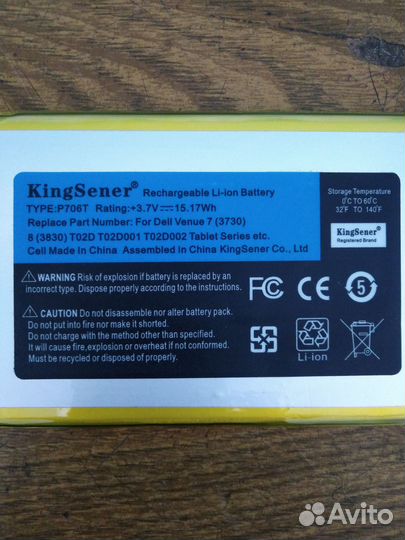 KingSener® Rechargeable Li-ion Battery
TYPE:P706T Rating:+3.7V⎓15.17Wh
Replace Part Number: For Dell Venue 7 (3730)
8 (3830) T02D T02D001 T02D002 Tablet Series etc.
Cell Made in China Assembled in China KingSener Co., Ltd
Storage Temperature
0°C TO 60°C
32°F TO 140°F
KingSener®
Registered Brand
⚠WARNING Risk of explosion if battery is replaced by an
incorrect type. Dispose properly according to the instructions.
⚠CAUTION Do not disassemble nor alter battery pack.
Do not put into fire nor make it shorted.
Do not charge with the method other than specified.
It may cause fire,explosion or overheat if not conformed.
Must be recycled or disposed of properly.
FC CE 5
Li-ion
Avito